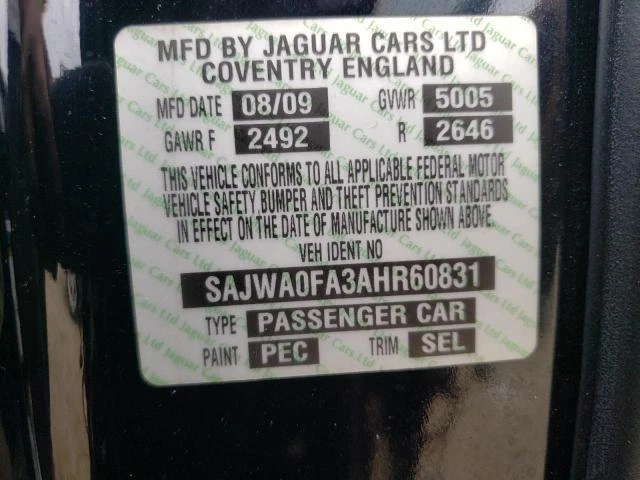 MFD BY JAGUAR CARS LTD
COVENTRY ENGLAND
MFD DATE 08/09 GVWR 5005
GAWR F 2492 R 2646
THIS VEHICLE CONFORMS TO ALL APPLICABLE FEDERAL MOTOR
VEHICLE SAFETY BUMPER AND THEFT PREVENTION STANDARDS
IN EFFECT ON THE DATE OF MANUFACTURE SHOWN ABOVE.
VEH IDENT NO
SAJWA0FA3AHR60831
TYPE PASSENGER CAR
PAINT PEC TRIM SEL